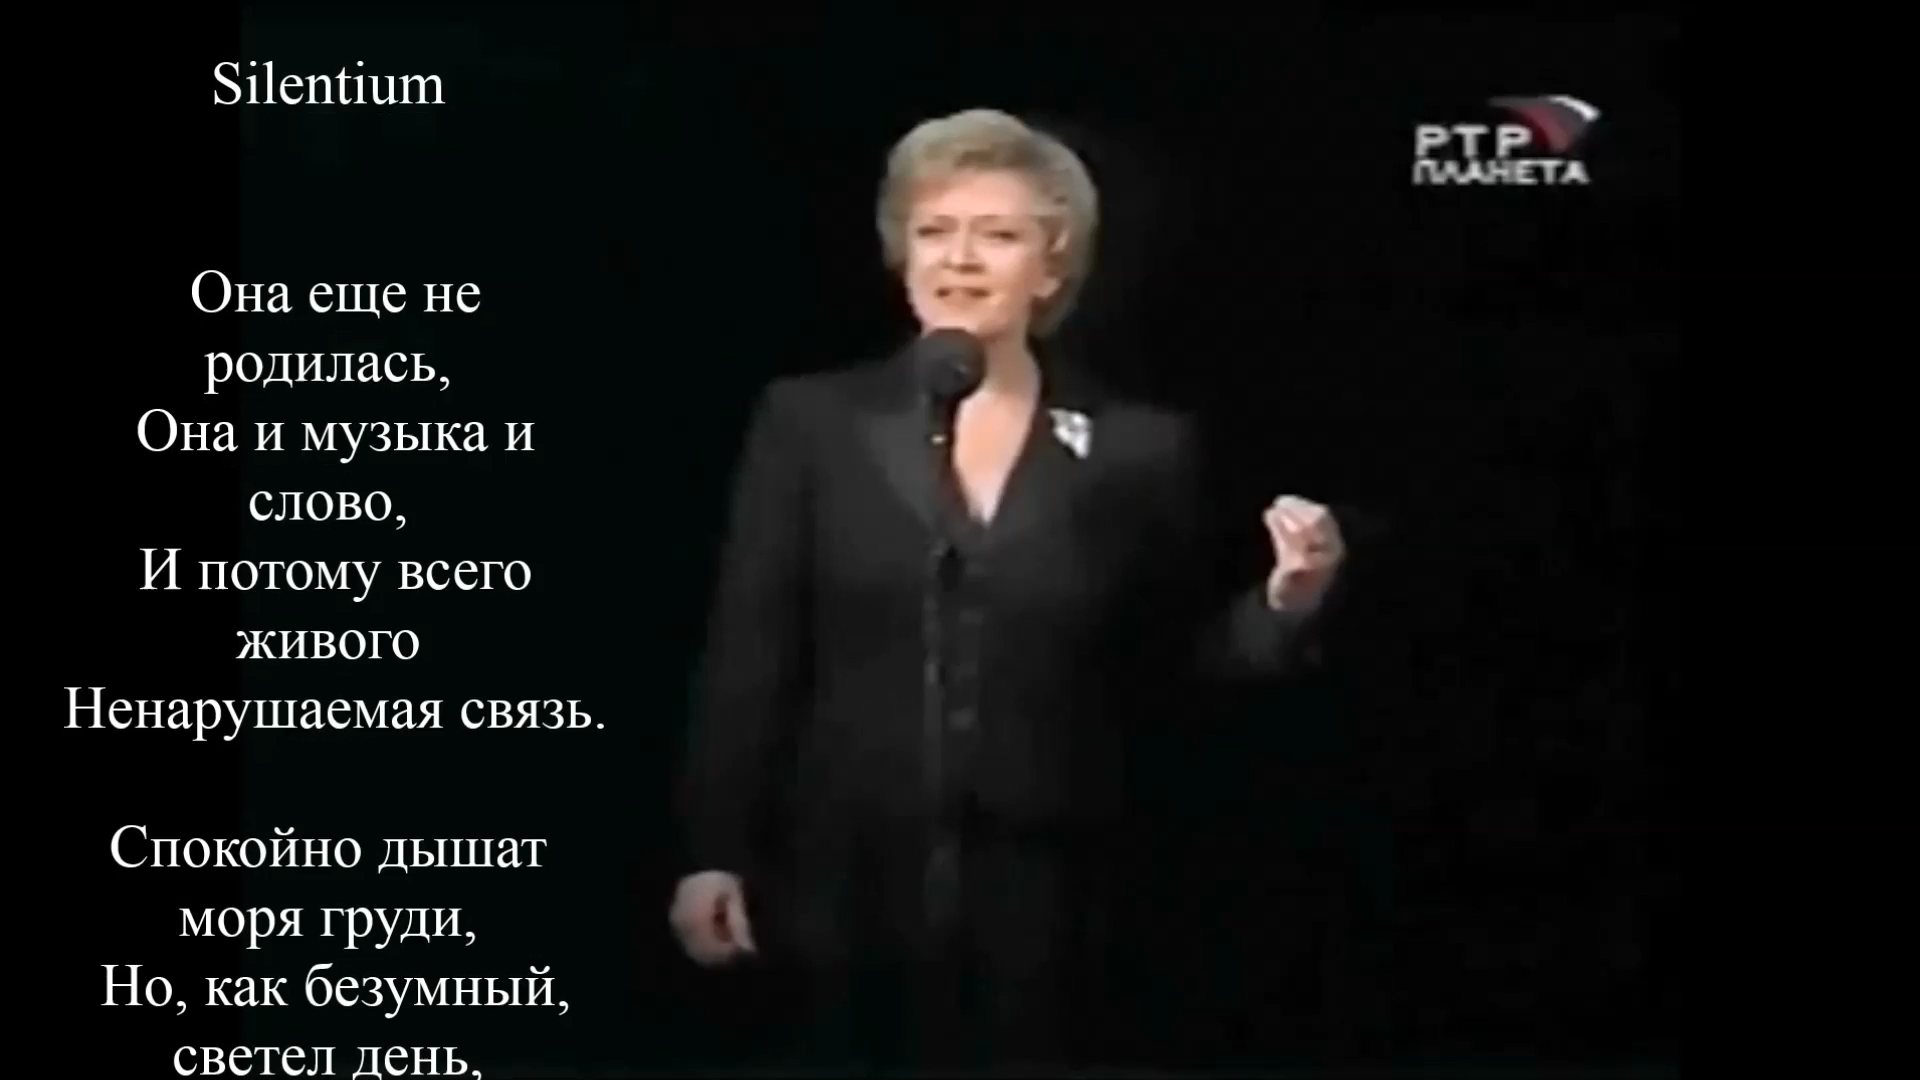 Silentium
Она еще не
родилась,
Она и музыка и
слово,
И потому всего
живого
Ненарушаемая связь.
Спокойно дышат
моря груди,
Но, как безумный,
светел день,
РТР
ПЛАНЕТА